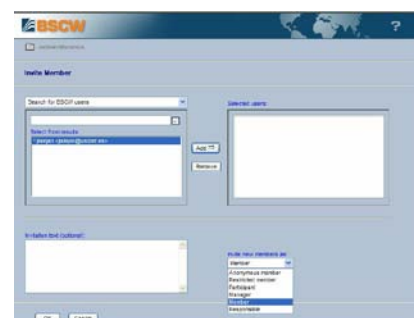 BSCW
?
Invite Member
Search for BSCW users
Selected users:
Select from results
Add
Remove
Invitation text (optional):
Invite new members as:
Member
Anonymous member
Restricted member
Participant
Manager
Member
Responsible
OK
Cancel